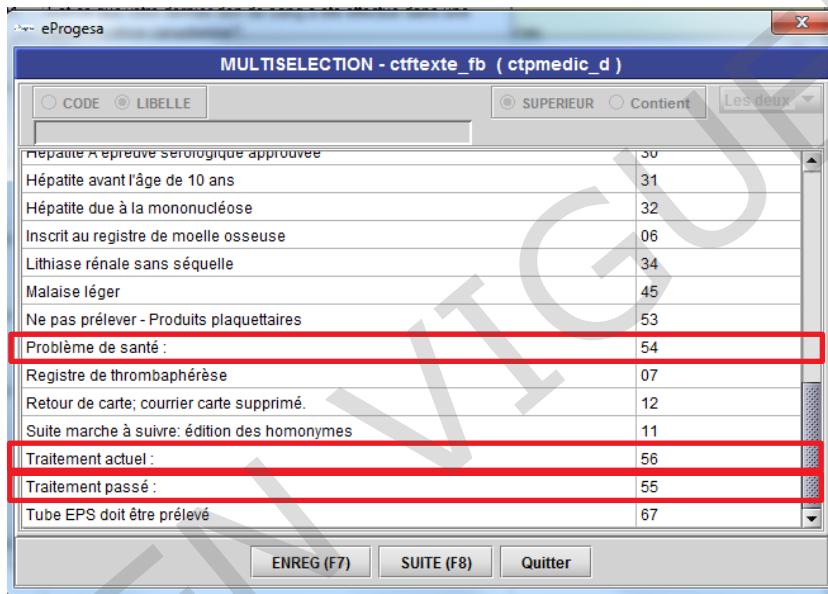 eProgesa
MULTISELECTION - ctftexte_fb ( ctpmedic_d )
CODE LIBELLE SUPERIEUR Contient Les deux
Hépatite A épreuve sérologique approuvée 30
Hépatite avant l'âge de 10 ans 31
Hépatite due à la mononucléose 32
Inscrit au registre de moelle osseuse 06
Lithiase rénale sans séquelle 34
Malaise léger 45
Ne pas prélever - Produits plaquettaires 53
Problème de santé : 54
Registre de thrombaphérèse 07
Retour de carte; courrier carte supprimé. 12
Suite marche à suivre: édition des homonymes 11
Traitement actuel : 56
Traitement passé : 55
Tube EPS doit être prélevé 67
ENREG (F7) SUITE (F8) Quitter
EN VIGUE